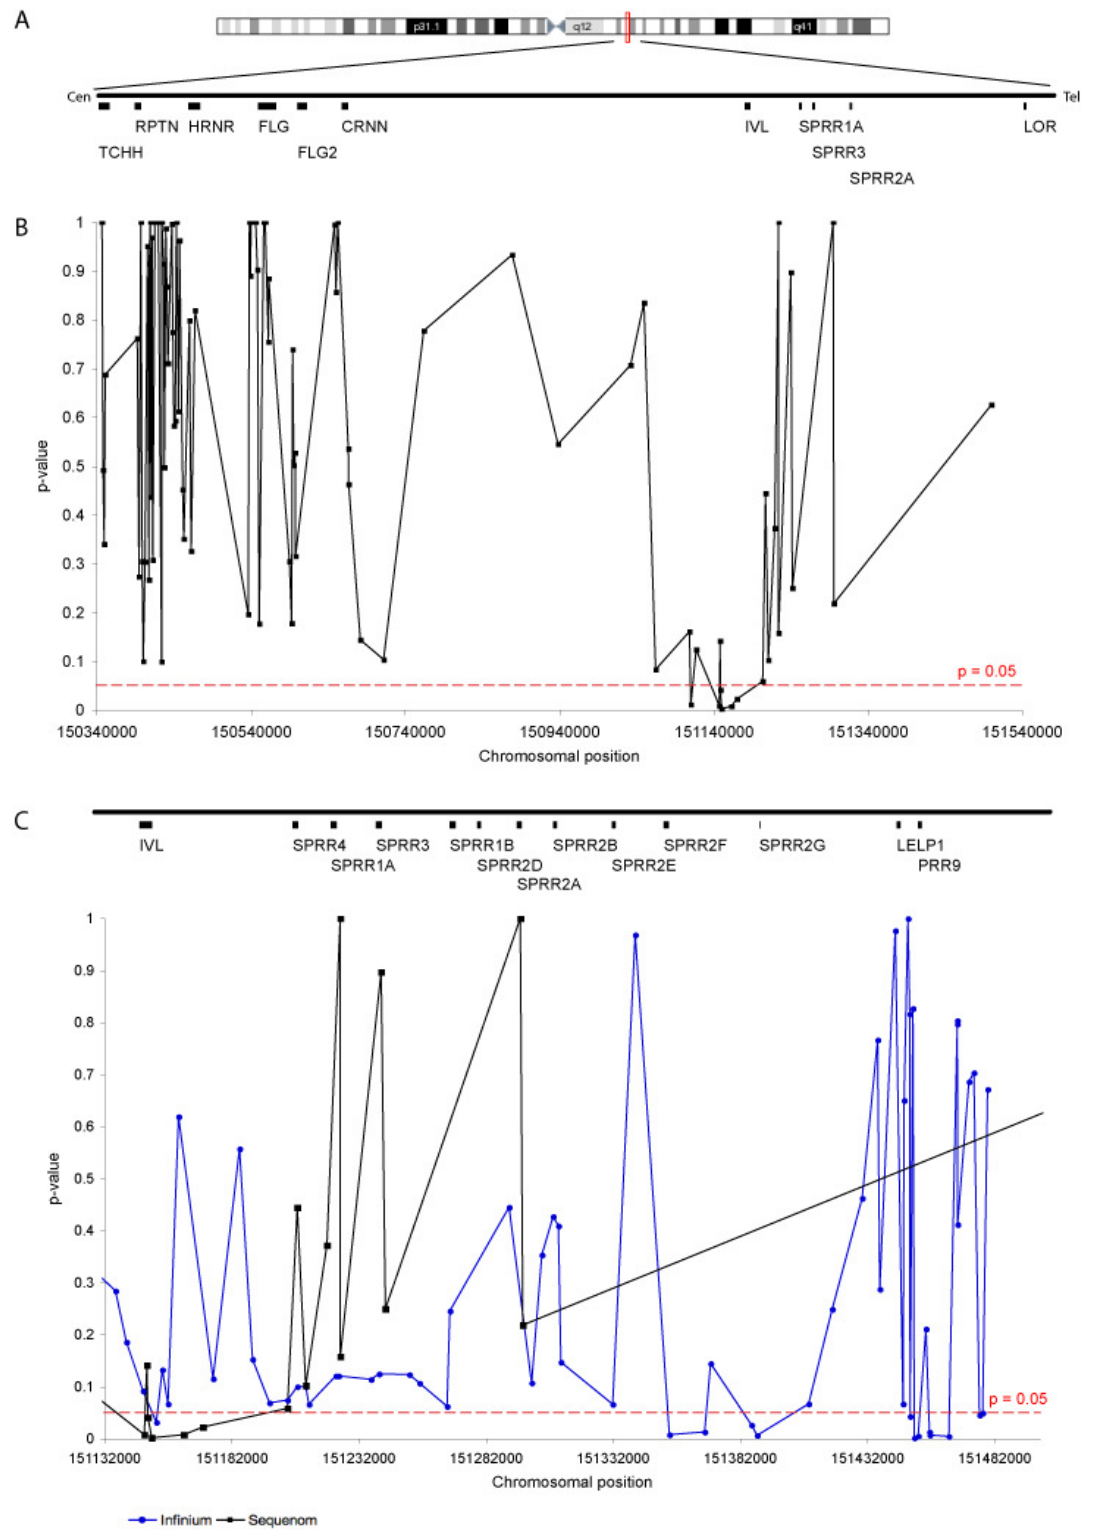 A
p31.1 q12 q41
Cen Tel
RPTN HRNR FLG CRNN IVL SPRR1A LOR
TCHH FLG2 SPRR3
SPRR2A
B
1
0.9
0.8
0.7
0.6
0.5
0.4
0.3
0.2
0.1
0
p-value
p = 0.05
150340000 150540000 150740000 150940000 151140000 151340000 151540000
Chromosomal position
C
IVL SPRR4 SPRR3 SPRR1B SPRR2B SPRR2F SPRR2G LELP1
SPRR1A SPRR2D SPRR2E PRR9
SPRR2A
1
0.9
0.8
0.7
0.6
0.5
0.4
0.3
0.2
0.1
0
p-value
p = 0.05
151132000 151182000 151232000 151282000 151332000 151382000 151432000 151482000
Chromosomal position
Infinium Sequenom